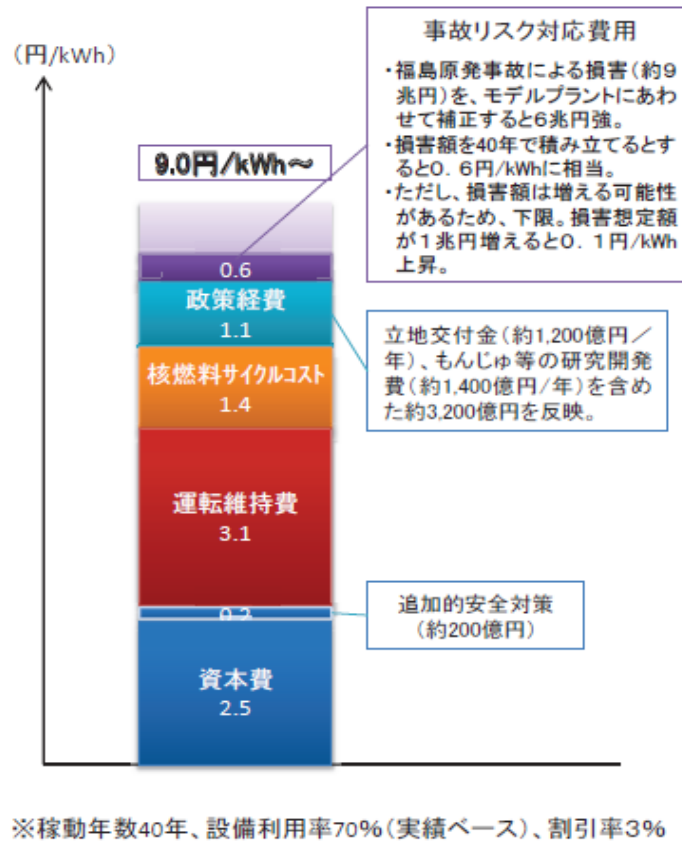 (円/kWh)
9.0円/kWh～
0.6
政策経費
1.1
核燃料サイクルコスト
1.4
運転維持費
3.1
0.2
資本費
2.5
事故リスク対応費用
・福島原発事故による損害(約9
兆円)を、モデルプラントにあわ
せて補正すると6兆円強。
・損害額を40年で積み立てるとす
ると0．6円/kWhに相当。
・ただし、損害額は増える可能性
があるため、下限。損害想定額
が1兆円増えると0．1円/kWh
上昇。
立地交付金(約1,200億円／
年)、もんじゅ等の研究開発
費(約1,400億円/年)を含め
た約3,200億円を反映。
追加的安全対策
(約200億円)
※稼動年数40年、設備利用率70%(実績ベース)、割引率3%